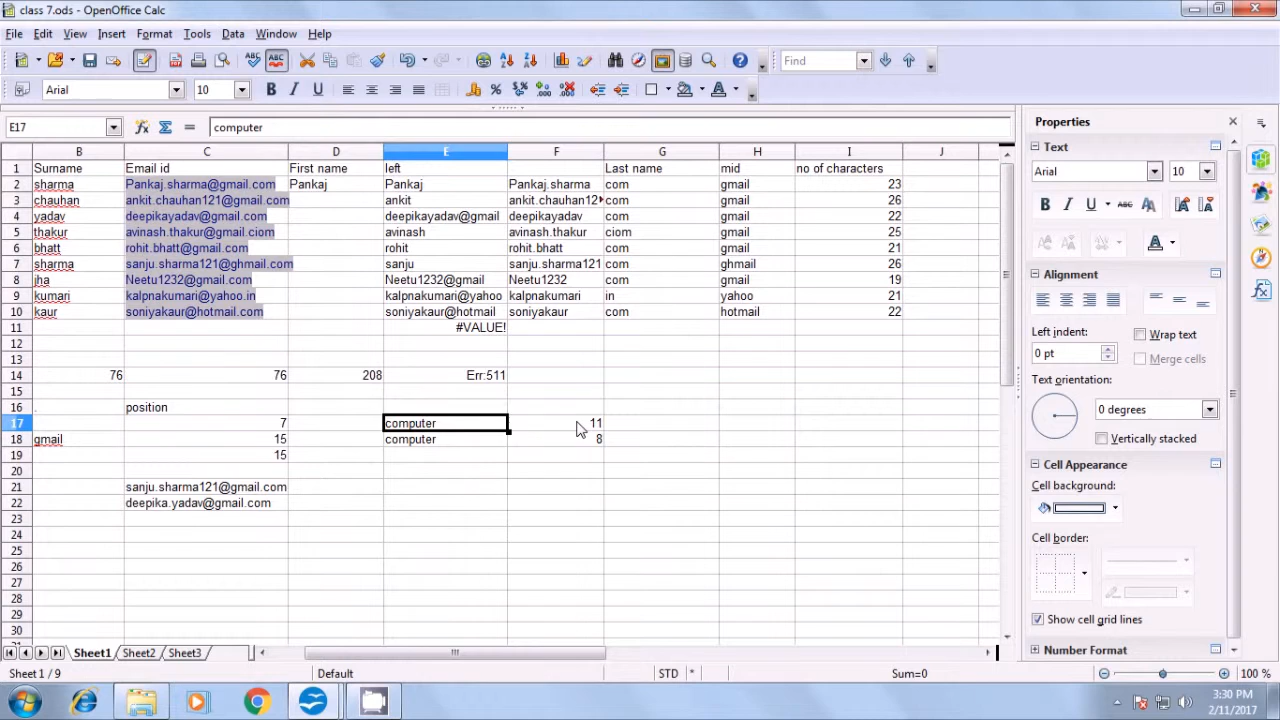 class 7.ods - OpenOffice Calc
File Edit View Insert Format Tools Data Window Help
Find
Arial 10
E17 computer
B C D E F G H I J
1 Surname Email id First name left Last name mid no of characters
2 sharma Pankaj.sharma@gmail.com Pankaj Pankaj Pankaj.sharma com gmail 23
3 chauhan ankit.chauhan121@gmail.com ankit ankit.chauhan12 com gmail 26
4 yadav deepikayadav@gmail.com deepikayadav@gmail deepikayadav com gmail 22
5 thakur avinash.thakur@gmail.ciom avinash avinash.thakur ciom gmail 25
6 bhatt rohit.bhatt@gmail.com rohit rohit.bhatt com gmail 21
7 sharma sanju.sharma121@ghmail.com sanju sanju.sharma121 com ghmail 26
8 jha Neetu1232@gmail.com Neetu1232@gmail Neetu1232 com gmail 19
9 kumari kalpnakumari@yahoo.in kalpnakumari@yahoo kalpnakumari in yahoo 21
10 kaur soniyakaur@hotmail.com soniyakaur@hotmail soniyakaur com hotmail 22
11 #VALUE!
12
13
14 76 76 208 Err:511
15
16 . position
17 7 computer 11
18 gmail 15 computer 8
19 15
20
21 sanju.sharma121@gmail.com
22 deepika.yadav@gmail.com
23
24
25
26
27
28
29
30
Sheet1 Sheet2 Sheet3
Sheet 1 / 9 Default STD * Sum=0 100 %
Properties
Text
Arial 10
Alignment
Left indent: Wrap text
0 pt Merge cells
Text orientation:
0 degrees
Vertically stacked
Cell Appearance
Cell background:
Cell border:
Show cell grid lines
Number Format
3:30 PM
2/11/2017